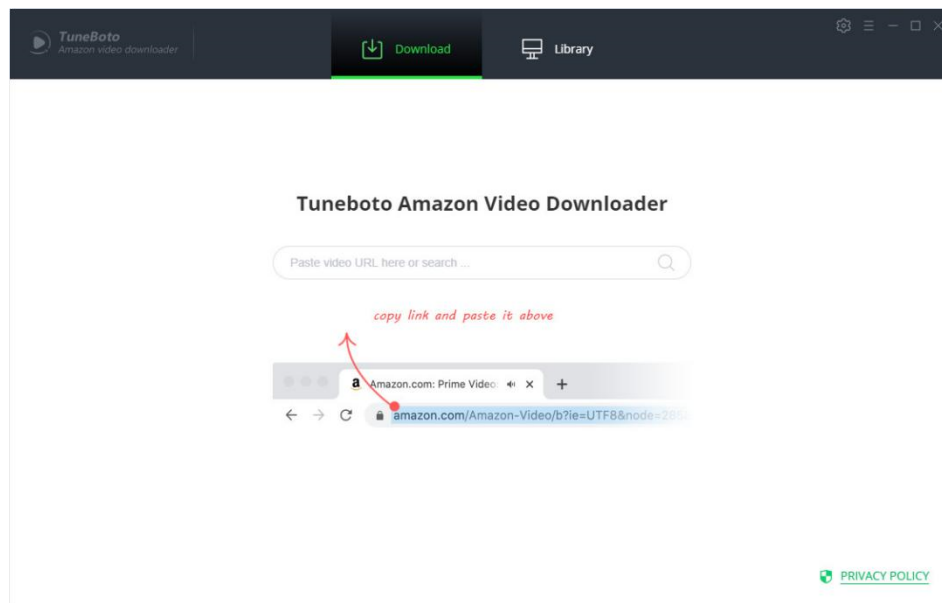 TuneBoto
Amazon video downloader
Download
Library
Tuneboto Amazon Video Downloader
Paste video URL here or search ...
copy link and paste it above
a Amazon.com: Prime Video:
amazon.com/Amazon-Video/b?ie=UTF8&node=285
PRIVACY POLICY